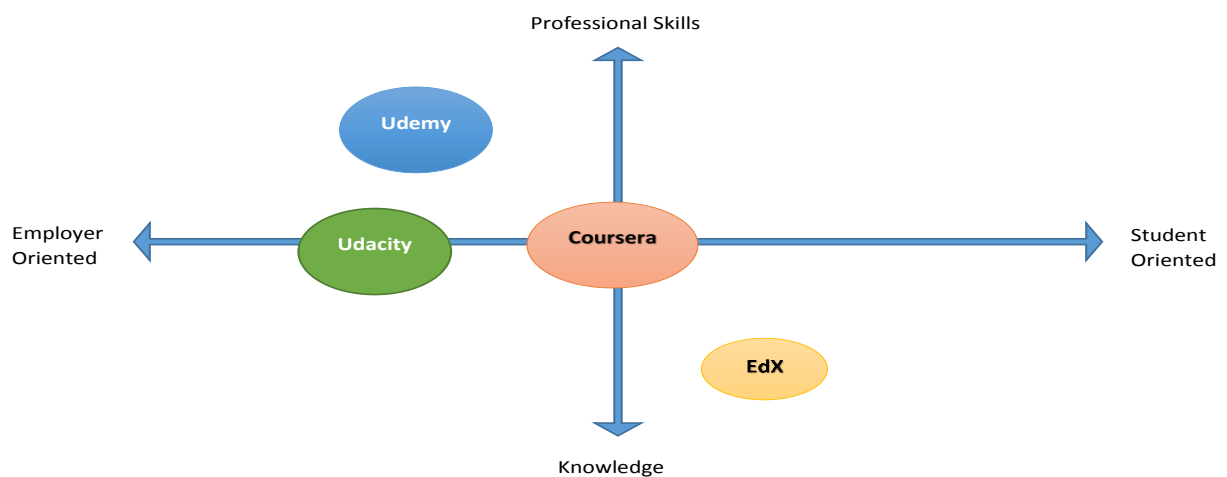 Professional Skills
Udemy
Employer
Oriented
Udacity
Coursera
Student
Oriented
EdX
Knowledge